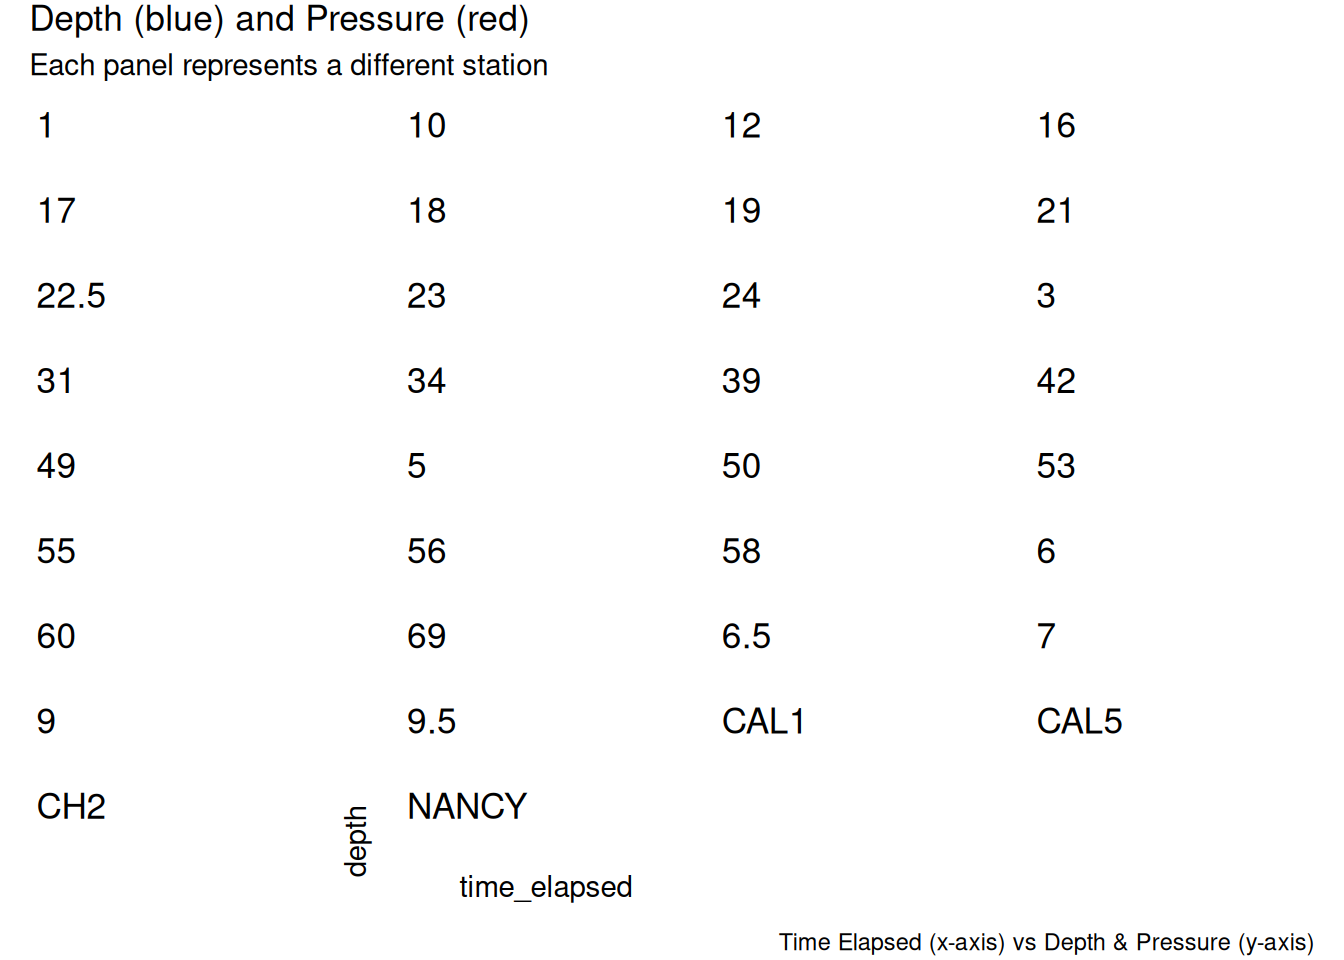 Depth (blue) and Pressure (red)
Each panel represents a different station
1 10 12 16
17 18 19 21
22.5 23 24 3
31 34 39 42
49 5 50 53
55 56 58 6
60 69 6.5 7
9 9.5 CAL1 CAL5
CH2 NANCY
depth
time_elapsed
Time Elapsed (x-axis) vs Depth & Pressure (y-axis)